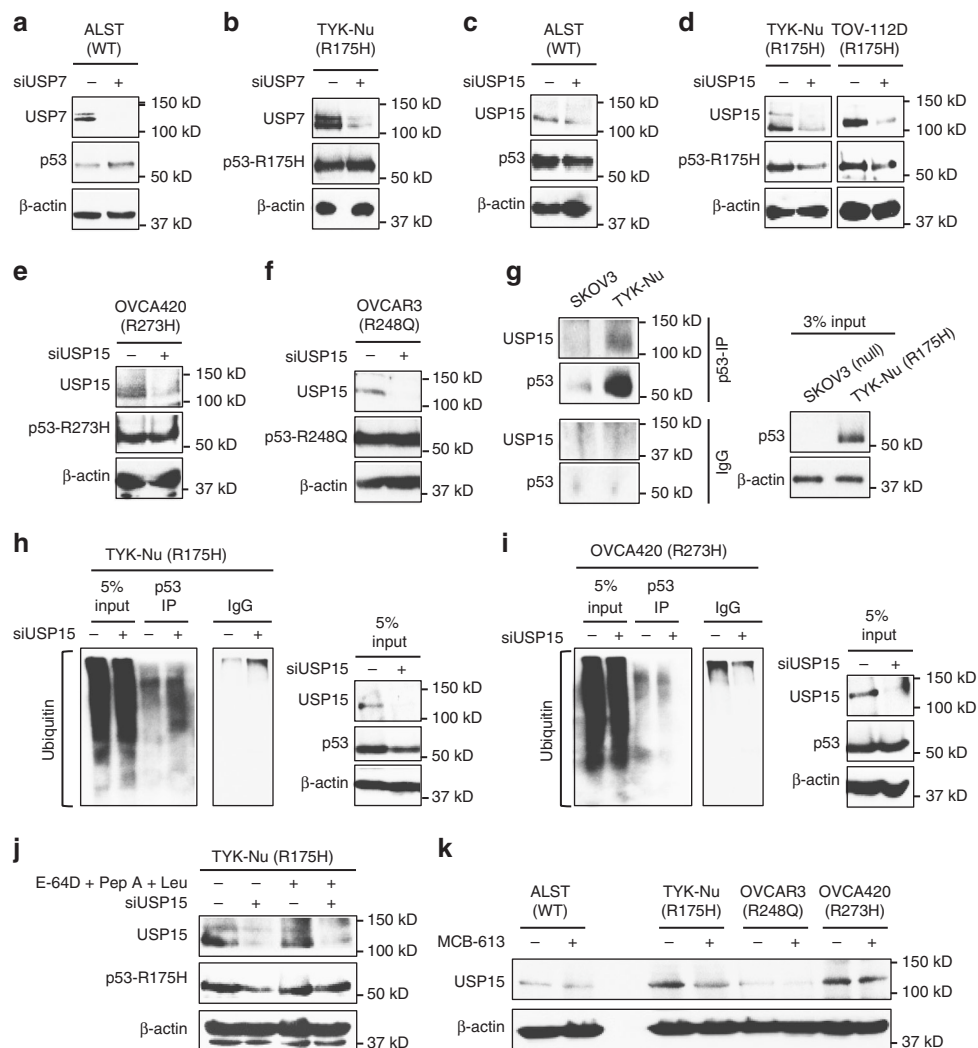 a
ALST
(WT)
siUSP7 – +
USP7
150 kD
100 kD
p53
50 kD
β-actin
37 kD
b
TYK-Nu
(R175H)
siUSP7 – +
USP7
150 kD
100 kD
p53-R175H
50 kD
β-actin
37 kD
c
ALST
(WT)
siUSP15 – +
USP15
150 kD
100 kD
p53
50 kD
β-actin
37 kD
d
TYK-Nu TOV-112D
(R175H) (R175H)
siUSP15 – + – +
USP15
150 kD
100 kD
p53-R175H
50 kD
β-actin
37 kD
e
OVCA420
(R273H)
siUSP15 – +
USP15
150 kD
100 kD
p53-R273H
50 kD
β-actin
37 kD
f
OVCAR3
(R248Q)
siUSP15 – +
USP15
150 kD
100 kD
p53-R248Q
50 kD
β-actin
37 kD
g
SKOV3
TYK-Nu
USP15
150 kD
100 kD
p53
50 kD
p53-IP
USP15
150 kD
37 kD
p53
50 kD
IgG
3% input
SKOV3 (null)
TYK-Nu (R175H)
p53
50 kD
β-actin
37 kD
h
TYK-Nu (R175H)
5% p53
input IP IgG
siUSP15 – + – + – +
Ubiquitin
5%
input
siUSP15 – +
USP15
150 kD
100 kD
p53
50 kD
β-actin
37 kD
i
OVCA420 (R273H)
5% p53
input IP IgG
siUSP15 – + – + – +
Ubiquitin
5% input
siUSP15 – +
USP15
150 kD
100 kD
p53
50 kD
β-actin
37 kD
j
TYK-Nu (R175H)
E-64D + Pep A + Leu – – + +
siUSP15 – + – +
USP15
150 kD
100 kD
p53-R175H
50 kD
β-actin
37 kD
k
ALST TYK-Nu OVCAR3 OVCA420
(WT) (R175H) (R248Q) (R273H)
MCB-613 – + – + – + – +
USP15
150 kD
100 kD
β-actin
37 kD